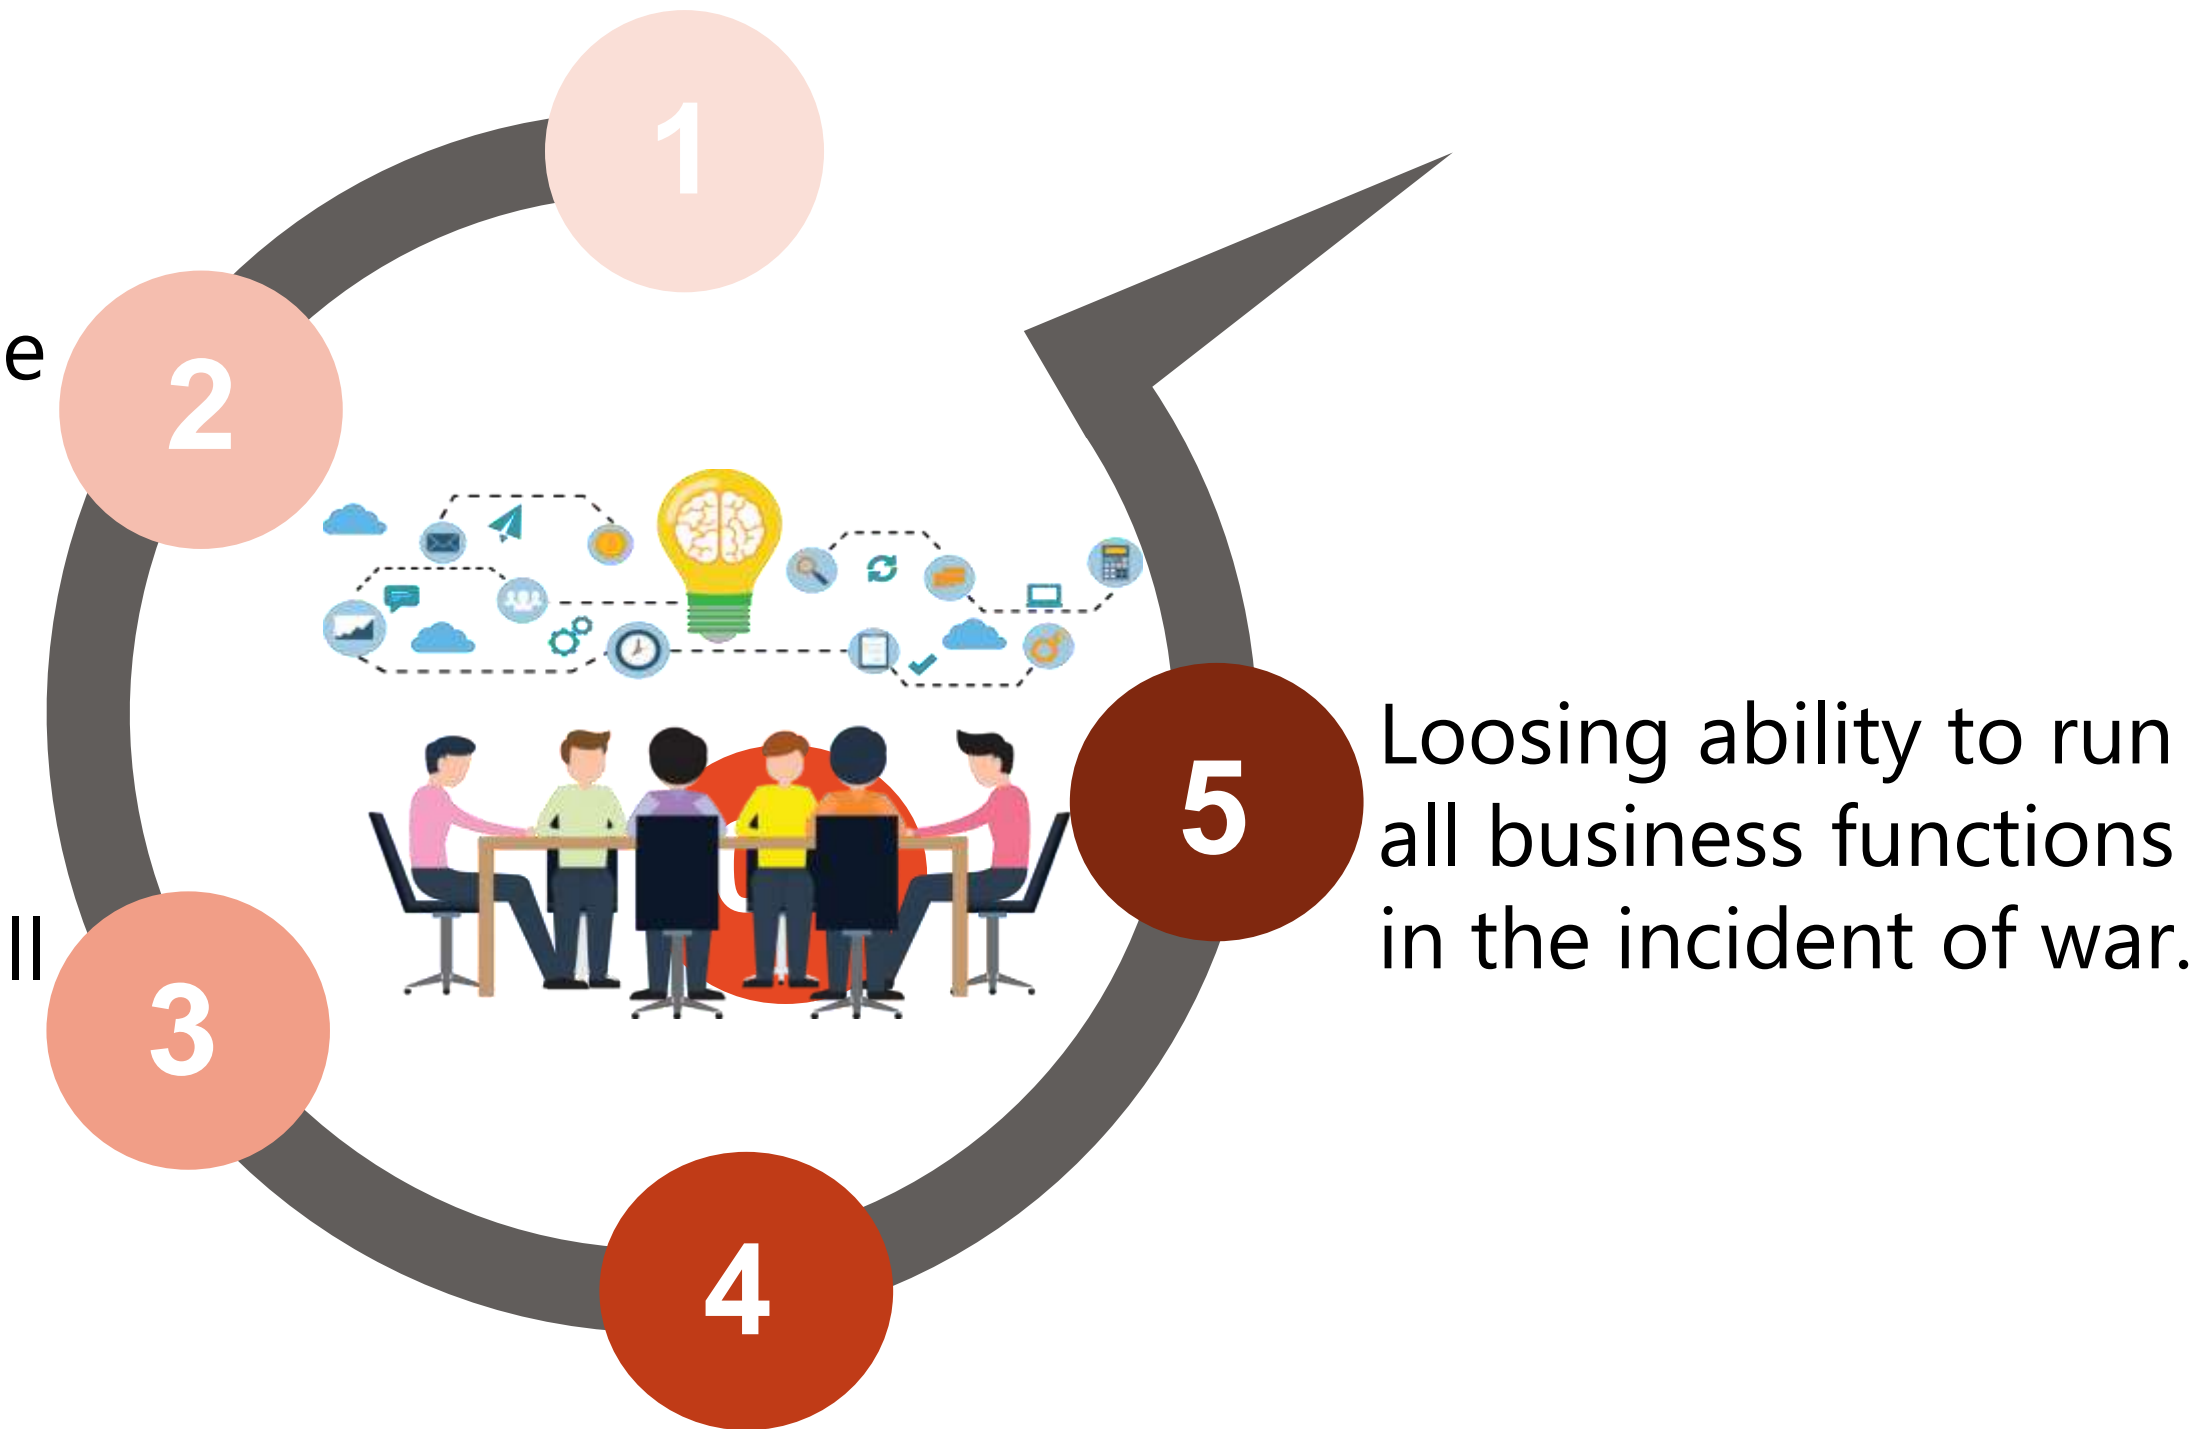 1
e
2
Loosing ability to run
all business functions
in the incident of war.
5
ll
3
4